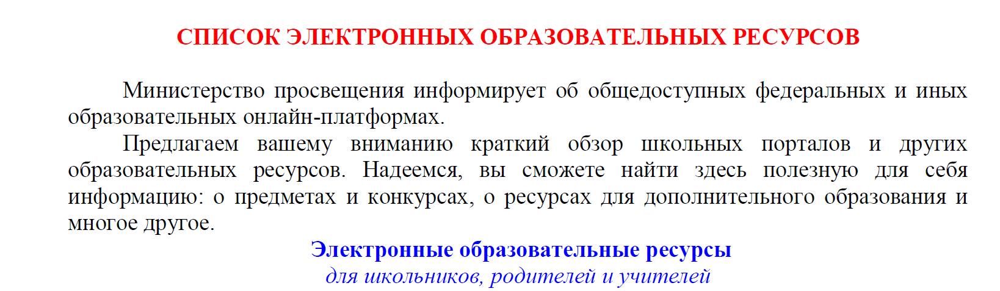 СПИСОК ЭЛЕКТРОННЫХ ОБРАЗОВАТЕЛЬНЫХ РЕСУРСОВ
Министерство просвещения информирует об общедоступных федеральных и иных
образовательных онлайн-платформах.
Предлагаем вашему вниманию краткий обзор школьных порталов и других
образовательных ресурсов. Надеемся, вы сможете найти здесь полезную для себя
информацию: о предметах и конкурсах, о ресурсах для дополнительного образования и
многое другое.
Электронные образовательные ресурсы
для школьников, родителей и учителей